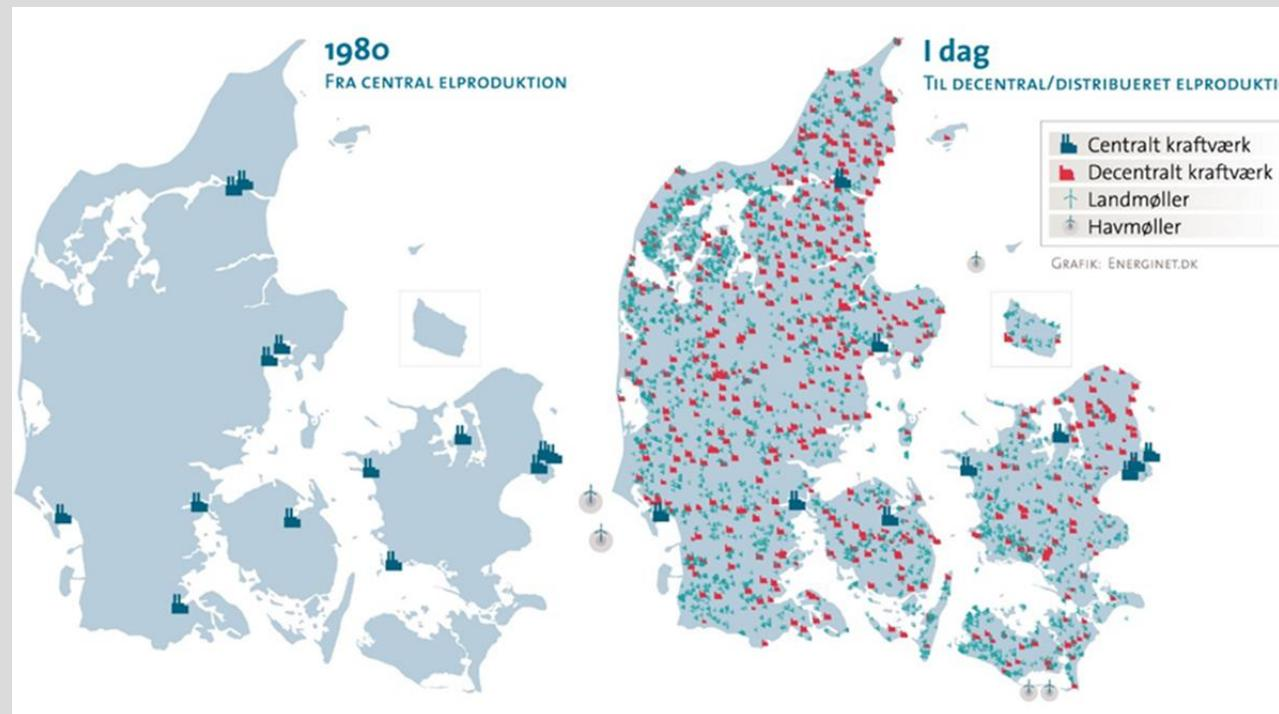 1980
Fra central elproduktion
I dag
Til decentral/distribueret elprodukti
Centralt kraftværk
Decentralt kraftværk
Landmøller
Havmøller
Grafik: Energinet.dk